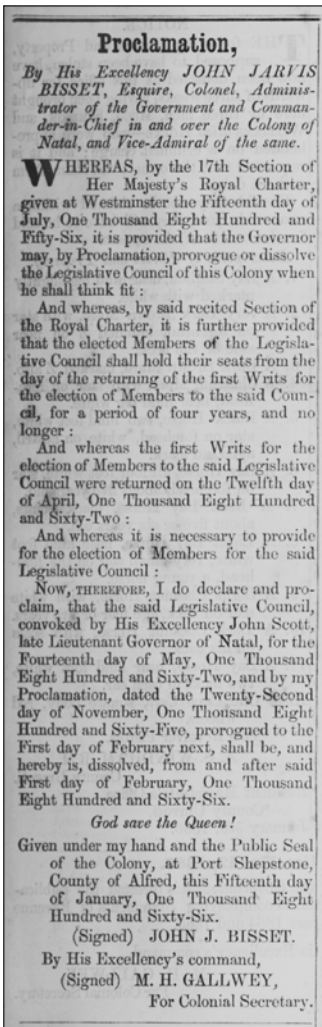 Proclamation,
By His Excellency JOHN JARVIS
BISSET, Esquire, Colonel, Adminis-
trator of the Government and Comman-
der-in-Chief in and over the Colony of
Natal, and Vice-Admiral of the same.
WHEREAS, by the 17th Section of
Her Majesty's Royal Charter,
given at Westminster the Fifteenth day of
July, One Thousand Eight Hundred and
Fifty-Six, it is provided that the Governor
may, by Proclamation, prorogue or dissolve
the Legislative Council of this Colony when
he shall think fit :
And whereas, by said recited Section of
the Royal Charter, it is further provided
that the elected Members of the Legisla-
tive Council shall hold their seats from the
day of the returning of the first Writs for
the election of Members to the said Coun-
cil, for a period of four years, and no
longer :
And whereas the first Writs for the
election of Members to the said Legislative
Council were returned on the Twelfth day
of April, One Thousand Eight Hundred
and Sixty-Two :
And whereas it is necessary to provide
for the election of Members for the said
Legislative Council :
Now, THEREFORE, I do declare and pro-
claim, that the said Legislative Council,
convoked by His Excellency John Scott,
late Lieutenant Governor of Natal, for the
Fourteenth day of May, One Thousand
Eight Hundred and Sixty-Two, and by my
Proclamation, dated the Twenty-Second
day of November, One Thousand Eight
Hundred and Sixty-Five, prorogued to the
First day of February next, shall be, and
hereby is, dissolved, from and after said
First day of February, One Thousand
Eight Hundred and Sixty-Six.
God save the Queen !
Given under my hand and the Public Seal
of the Colony, at Port Shepstone,
County of Alfred, this Fifteenth day
of January, One Thousand Eight
Hundred and Sixty-Six.
(Signed) JOHN J. BISSET.
By His Excellency's command,
(Signed) M. H. GALLWEY,
For Colonial Secretary.